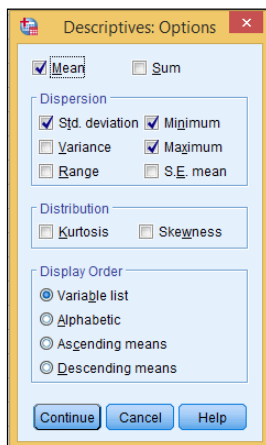 Descriptives: Options
Mean Sum
Dispersion
Std. deviation Minimum
Variance Maximum
Range S.E. mean
Distribution
Kurtosis Skewness
Display Order
Variable list
Alphabetic
Ascending means
Descending means
Continue Cancel Help